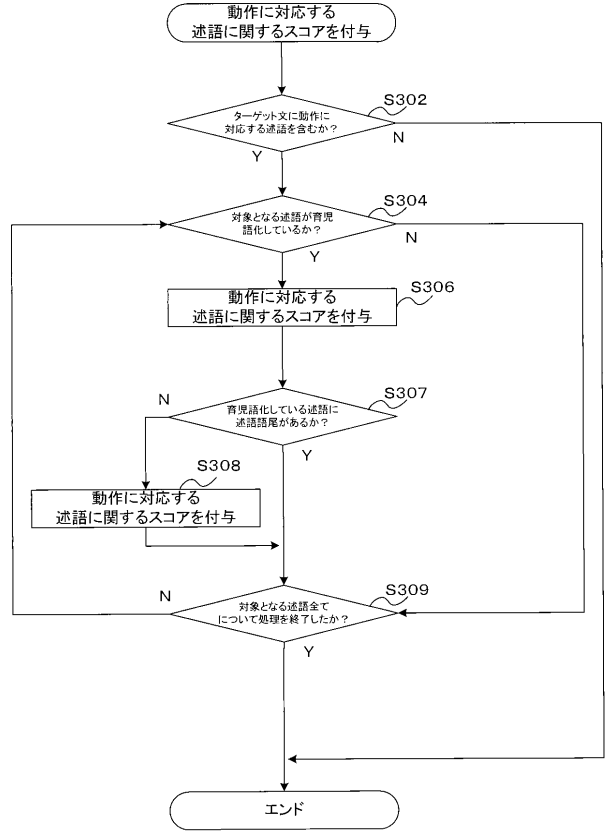 動作に対応する
述語に関するスコアを付与
S302
ターゲット文に動作に
対応する述語を含むか？
N
Y
S304
対象となる述語が育児
語化しているか？
N
Y
S306
動作に対応する
述語に関するスコアを付与
S307
N
育児語化している述語に
述語語尾があるか？
Y
S308
動作に対応する
述語に関するスコアを付与
S309
N
対象となる述語全て
について処理を終了したか？
Y
エンド